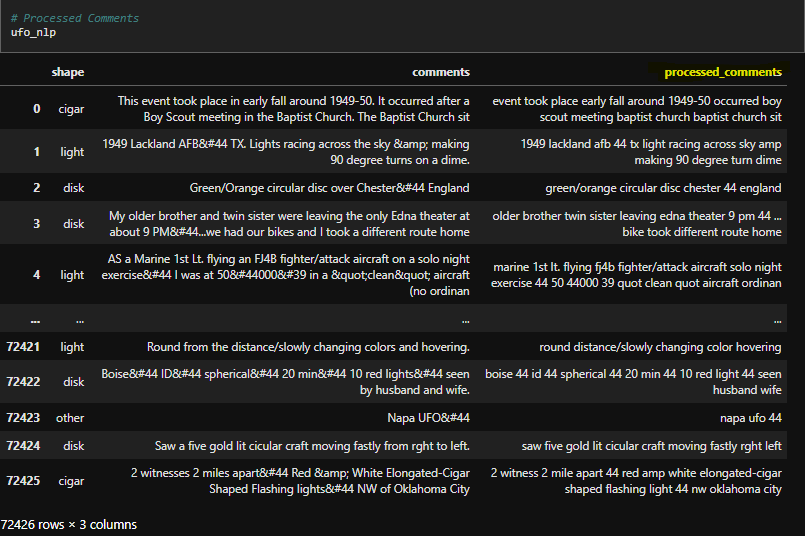 # Processed Comments
ufo_nlp
shape comments processed_comments
0 cigar This event took place in early fall around 1949-50. It occurred after a event took place early fall around 1949-50 occurred boy
Boy Scout meeting in the Baptist Church. The Baptist Church sit scout meeting baptist church baptist church sit
1 light 1949 Lackland AFB&#44 TX. Lights racing across the sky &amp; making 1949 lackland afb 44 tx light racing across sky amp
90 degree turns on a dime. making 90 degree turn dime
2 disk Green/Orange circular disc over Chester&#44 England green/orange circular disc chester 44 england
3 disk My older brother and twin sister were leaving the only Edna theater at older brother twin sister leaving edna theater 9 pm 44 ...
about 9 PM&#44...we had our bikes and I took a different route home bike took different route home
4 light AS a Marine 1st Lt. flying an FJ4B fighter/attack aircraft on a solo night marine 1st lt. flying fj4b fighter/attack aircraft solo night
exercise&#44 I was at 50&#44000&#39 in a &quot;clean&quot; aircraft exercise 44 50 44000 39 quot clean quot aircraft ordinan
(no ordinan
... ... ... ...
72421 light Round from the distance/slowly changing colors and hovering. round distance/slowly changing color hovering
72422 disk Boise&#44 ID&#44 spherical&#44 20 min&#44 10 red lights&#44 seen boise 44 id 44 spherical 44 20 min 44 10 red light 44 seen
by husband and wife. husband wife
72423 other Napa UFO&#44 napa ufo 44
72424 disk Saw a five gold lit cicular craft moving fastly from rght to left. saw five gold lit cicular craft moving fastly rght left
72425 cigar 2 witnesses 2 miles apart&#44 Red &amp; White Elongated-Cigar 2 witness 2 mile apart 44 red amp white elongated-cigar
Shaped Flashing lights&#44 NW of Oklahoma City shaped flashing light 44 nw oklahoma city
72426 rows × 3 columns